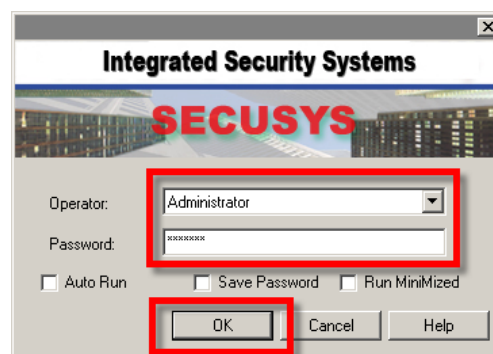 Integrated Security Systems
SECUSYS
Operator: Administrator
Password: *******
Auto Run Save Password Run MiniMized
OK Cancel Help